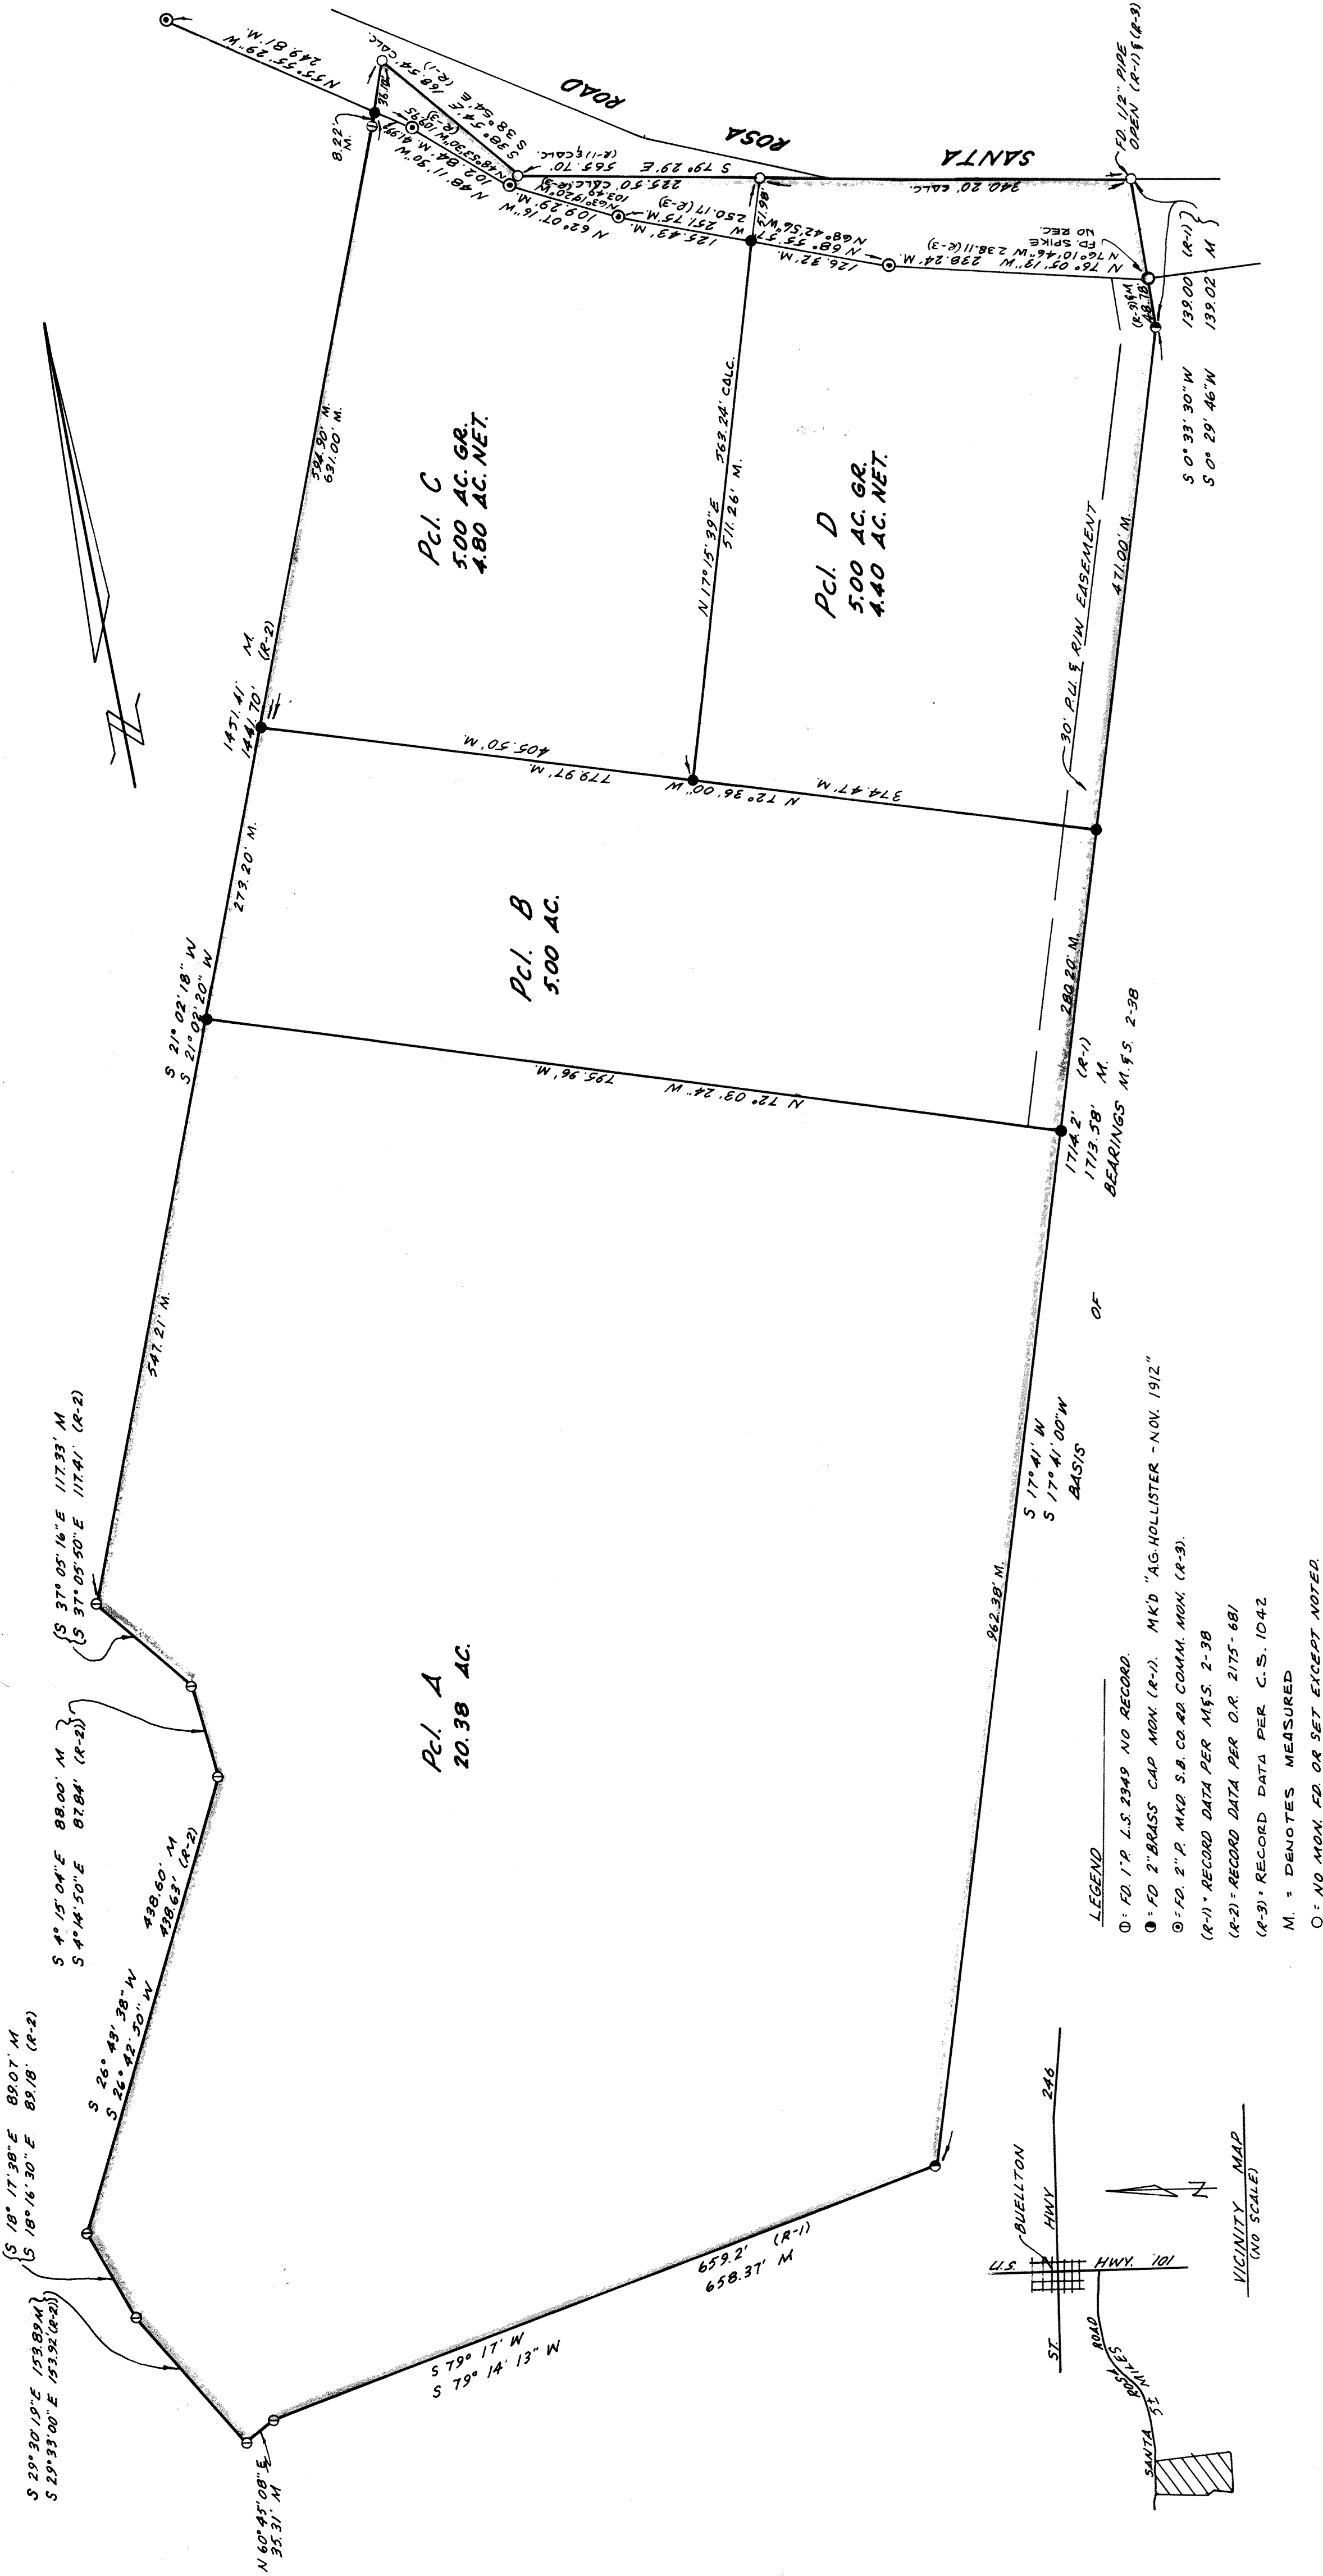 S 29° 30' 19" E 153.89 M
S 29° 33' 00" E 153.92 (R-2)
S 18° 17' 38" E 89.07' M
S 18° 16' 30" E 89.18' (R-2)
S 26° 43' 38" W 438.60' M
S 26° 42' 50" W 438.63' (R-2)
S 4° 15' 04" E 88.00' M
S 4° 14' 50" E 87.84' (R-2)
S 37° 05' 16" E 117.33' M
S 37° 05' 50" E 117.41' (R-2)
547.21' M.
S 21° 02' 18" W
S 21° 02' 20" W
273.20' M.
1451.41' M
1441.70' (R-2)
594.90' M.
631.00' M.
8.22'
M.
36.10'
N 55° 55' 29" W
249.81' M.
168.54' CALC.
(R-1)
S 38° 54' E
S 38° 54' E
N 48° 53' 30" W 109.95
(R-3)
41.99
N 48° 11' 30" W
102.84' M.
S 79° 29' E 565.70'
(R-1) & CALC.
225.50' CALC.
N 63° 19' 20" W
103.49 (R-3)
N 62° 07' 16" W
109.29' M.
250.17 (R-3)
251.75' M.
125.43' M.
51.98'
N 68° 42' 56" W
N 68° 55' 57" W
126.32' M.
340.20' CALC.
N 76° 10' 46" W 238.11 (R-3)
N 76° 05' 13" W 238.24' M.
FD. SPIKE
NO REC.
(R-3) & M
48.78'
SANTA ROSA ROAD
FD. 1/2" PIPE
OPEN (R-1) & (R-3)
S 0° 33' 30" W 139.00 (R-1)
S 0° 29' 46" W 139.02' M
Pcl. C
5.00 AC. GR.
4.80 AC. NET.
N 17° 15' 39" E 563.24' CALC.
511.26' M.
Pcl. D
5.00 AC. GR.
4.40 AC. NET.
30' P.U. & R/W EASEMENT
471.00' M.
405.50' M.
779.97' M.
N 72° 36' 00" W
374.47' M.
Pcl. B
5.00 AC.
280.20' M.
795.96' M.
N 72° 03' 24" W
1714.2' (R-1)
1713.58' M.
S 17° 41' W
S 17° 41' 00" W
BASIS OF BEARINGS M. & S. 2-38
962.38' M.
Pcl. A
20.38 AC.
659.2' (R-1)
658.37' M
S 79° 17' M
S 79° 14' 13" M
N 60° 45' 08" E
35.31' M
LEGEND
= FD. 1" P. L.S. 2349 NO RECORD.
= FD 2" BRASS CAP MON. (R-1). MK'D "A.G. HOLLISTER - NOV. 1912"
= FD. 2" P. MKD. S.B. CO. RD. COMM. MON. (R-3).
(R-1) = RECORD DATA PER M. & S. 2-38
(R-2) = RECORD DATA PER O.R. 2175-681
(R-3) = RECORD DATA PER C.S. 1042
M. = DENOTES MEASURED
O = NO MON. FD. OR SET EXCEPT NOTED.
BUELLTON
ST. HWY 246
U.S. HWY. 101
SANTA ROSA ROAD
5± MILES
N
VICINITY MAP
(NO SCALE)